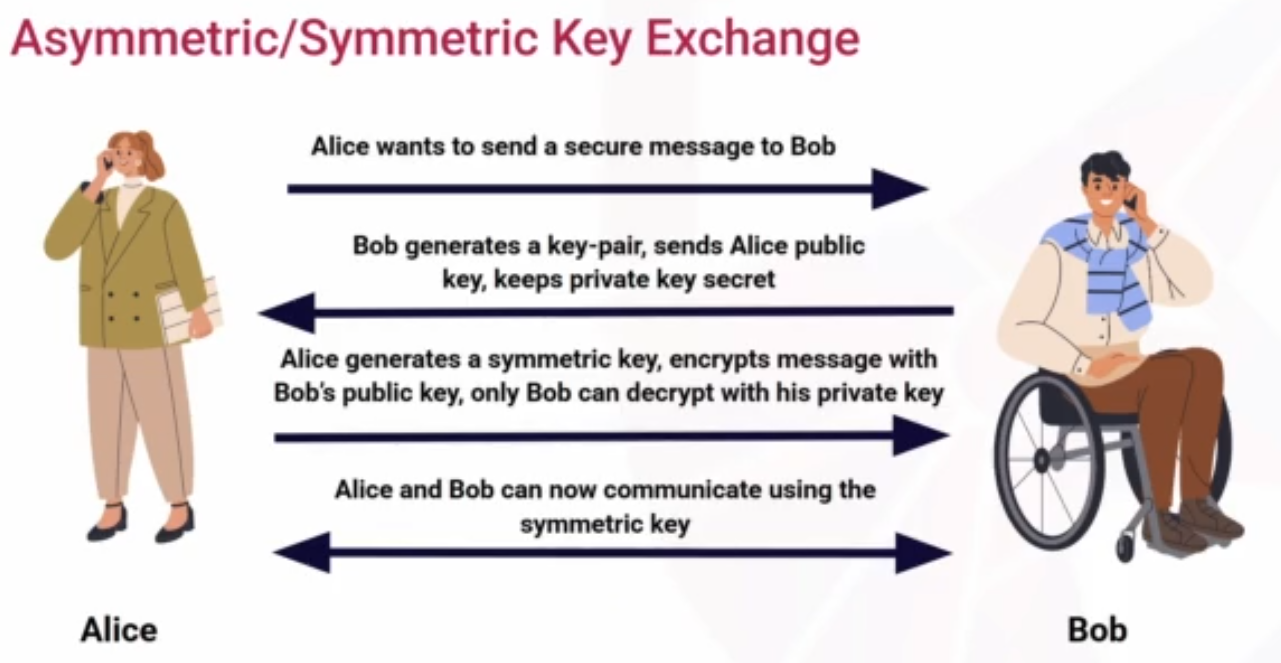 Asymmetric/Symmetric Key Exchange
Alice wants to send a secure message to Bob
Bob generates a key-pair, sends Alice public
key, keeps private key secret
Alice generates a symmetric key, encrypts message with
Bob's public key, only Bob can decrypt with his private key
Alice and Bob can now communicate using the
symmetric key
Alice
Bob